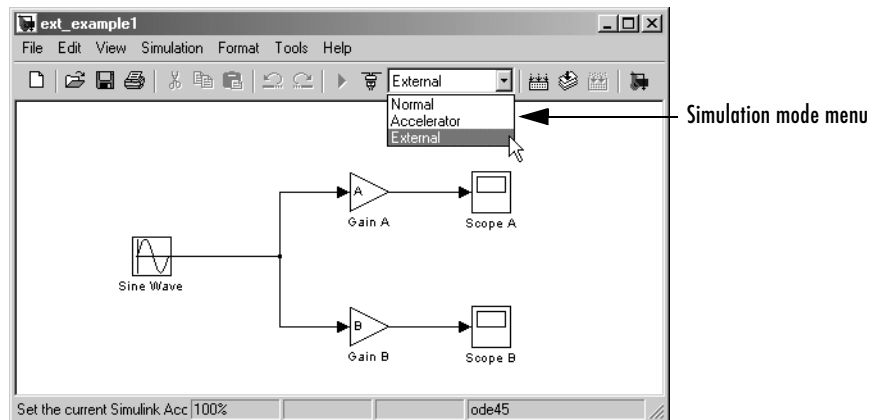 ext_example1
File Edit View Simulation Format Tools Help
External
Normal
Accelerator
External
Simulation mode menu
A
Gain A
Scope A
Sine Wave
B
Gain B
Scope B
Set the current Simulink Acc 100% ode45